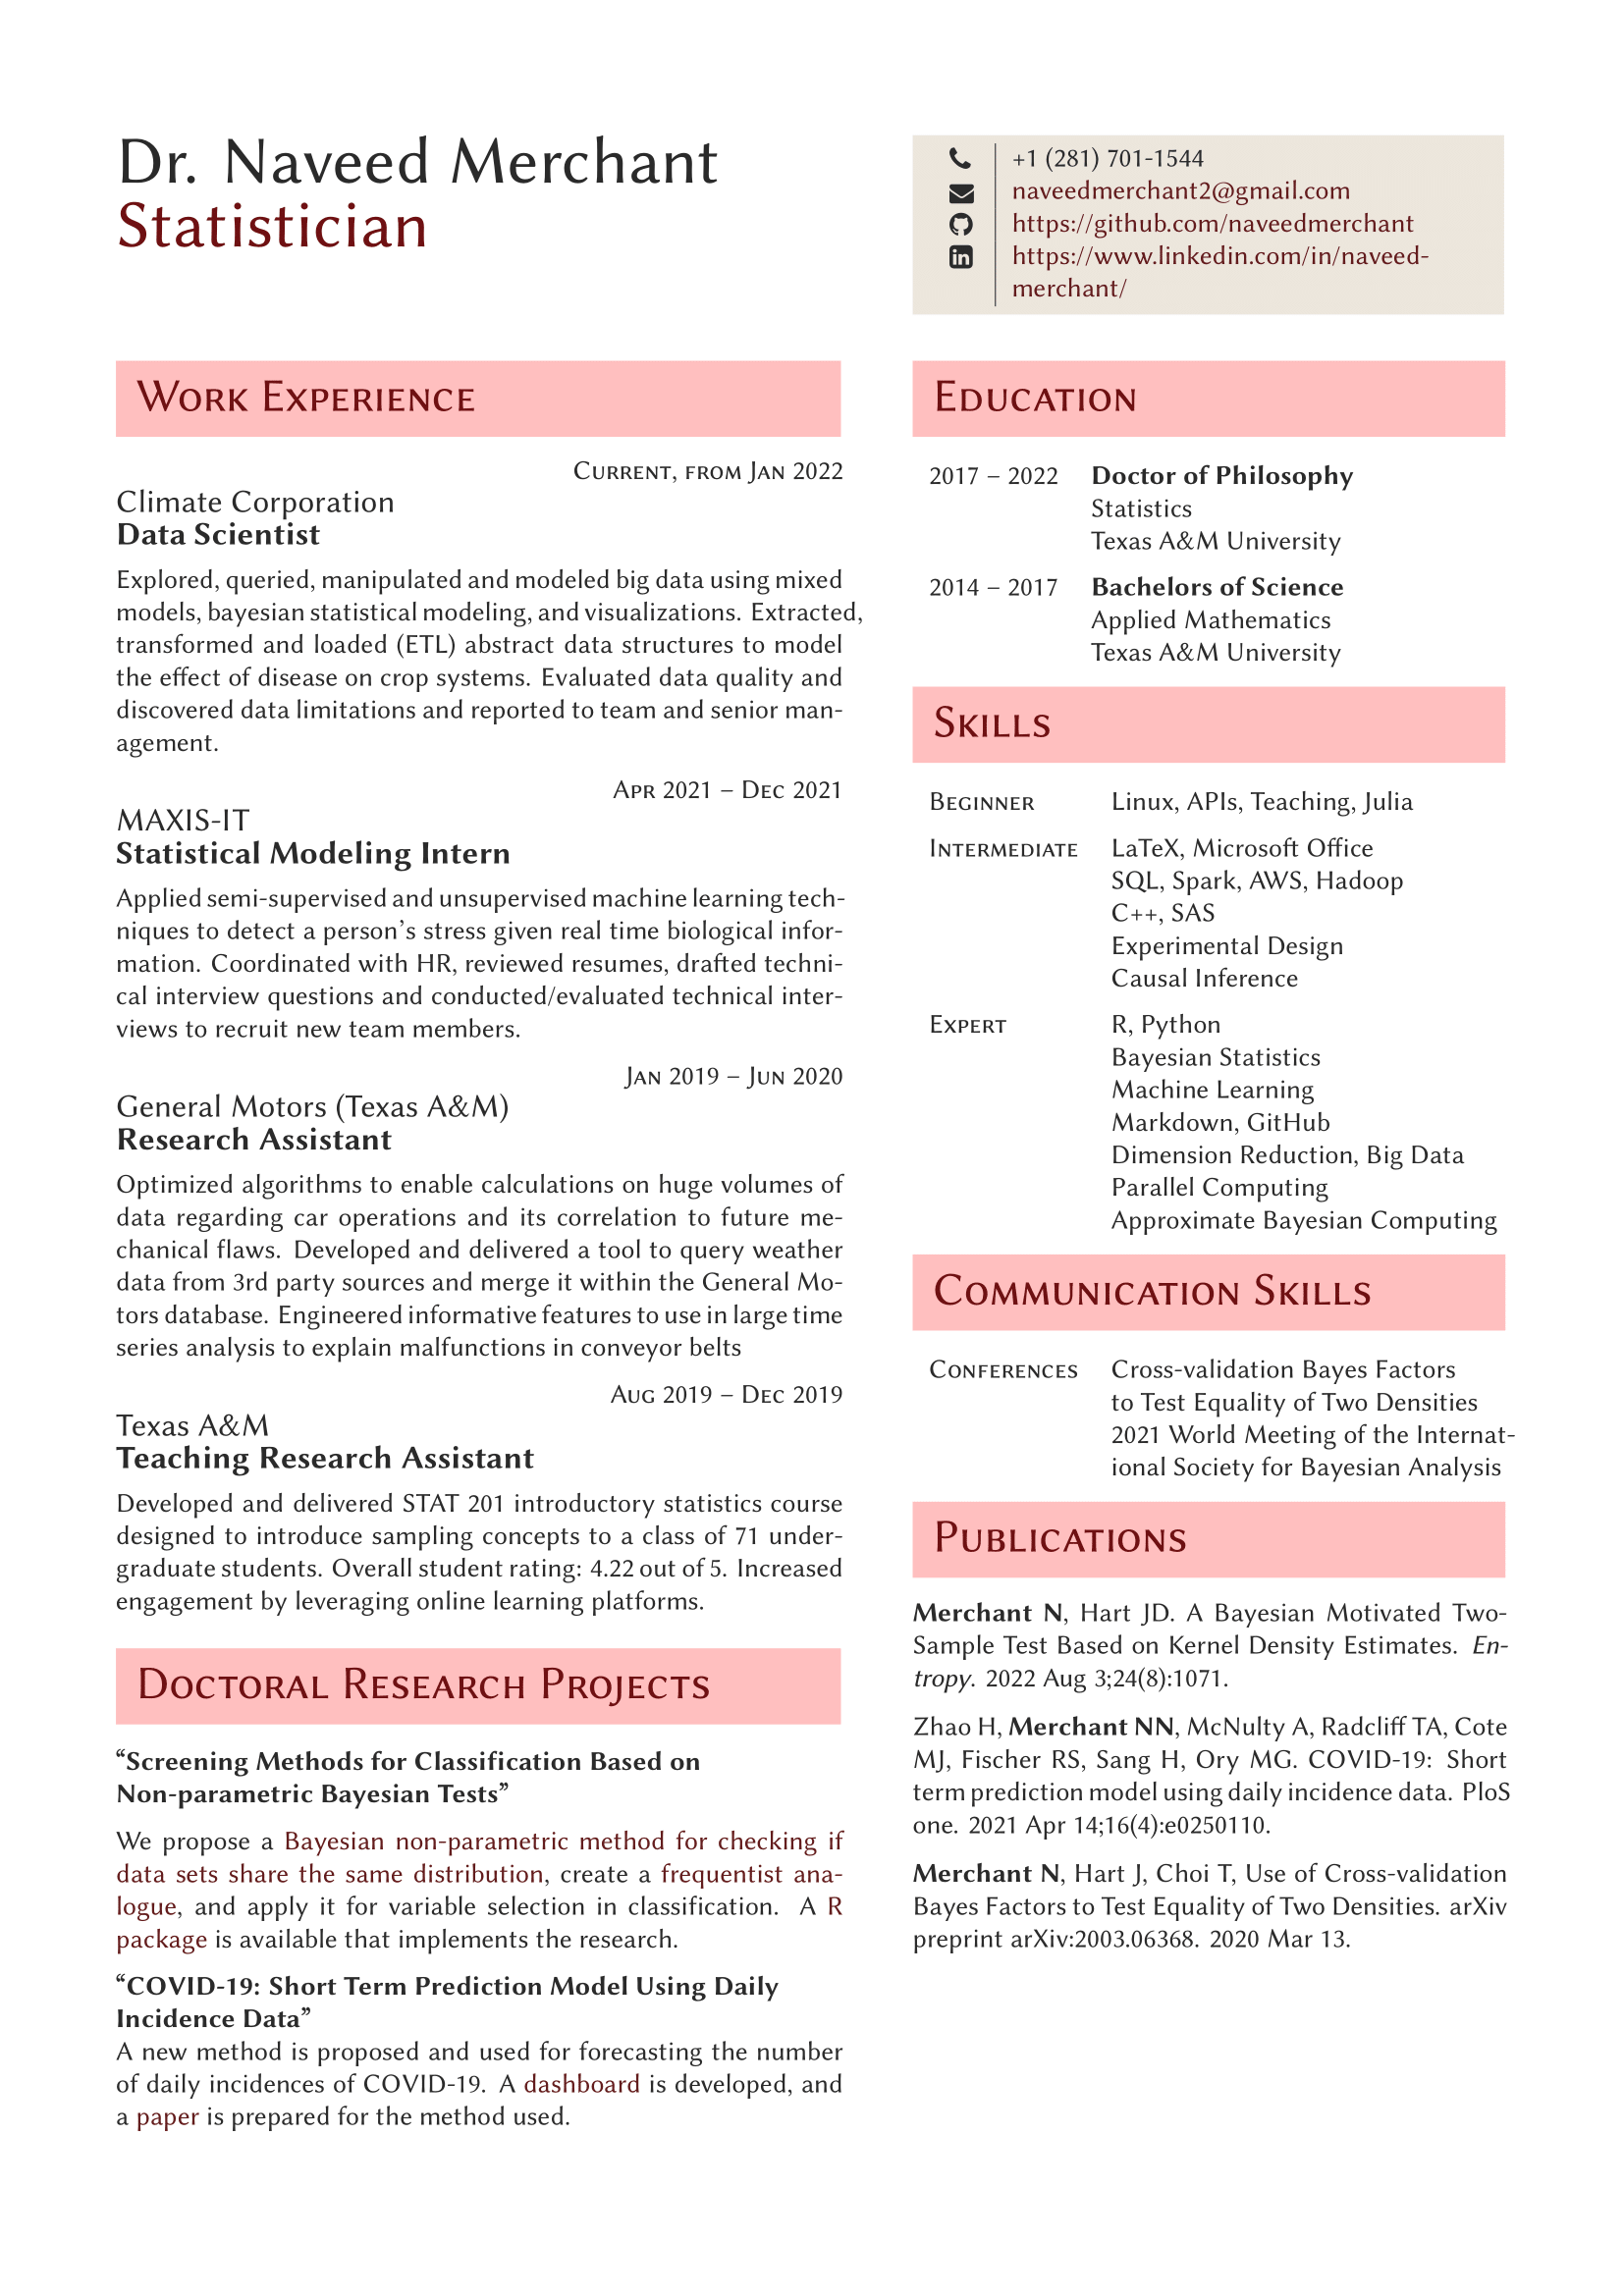 Dr. Naveed Merchant
Statistician
+1 (281) 701-1544
naveedmerchant2@gmail.com
https://github.com/naveedmerchant
https://www.linkedin.com/in/naveed-
merchant/
Work Experience
Current, from Jan 2022
Climate Corporation
Data Scientist
Explored, queried, manipulated and modeled big data using mixed
models, bayesian statistical modeling, and visualizations. Extracted,
transformed and loaded (ETL) abstract data structures to model
the effect of disease on crop systems. Evaluated data quality and
discovered data limitations and reported to team and senior man-
agement.
Apr 2021 – Dec 2021
MAXIS-IT
Statistical Modeling Intern
Applied semi-supervised and unsupervised machine learning tech-
niques to detect a person's stress given real time biological infor-
mation. Coordinated with HR, reviewed resumes, drafted techni-
cal interview questions and conducted/evaluated technical inter-
views to recruit new team members.
Jan 2019 – Jun 2020
General Motors (Texas A&M)
Research Assistant
Optimized algorithms to enable calculations on huge volumes of
data regarding car operations and its correlation to future me-
chanical flaws. Developed and delivered a tool to query weather
data from 3rd party sources and merge it within the General Mo-
tors database. Engineered informative features to use in large time
series analysis to explain malfunctions in conveyor belts
Aug 2019 – Dec 2019
Texas A&M
Teaching Research Assistant
Developed and delivered STAT 201 introductory statistics course
designed to introduce sampling concepts to a class of 71 under-
graduate students. Overall student rating: 4.22 out of 5. Increased
engagement by leveraging online learning platforms.
Doctoral Research Projects
“Screening Methods for Classification Based on
Non-parametric Bayesian Tests”
We propose a Bayesian non-parametric method for checking if
data sets share the same distribution, create a frequentist ana-
logue, and apply it for variable selection in classification. A R
package is available that implements the research.
“COVID-19: Short Term Prediction Model Using Daily
Incidence Data”
A new method is proposed and used for forecasting the number
of daily incidences of COVID-19. A dashboard is developed, and
a paper is prepared for the method used.
Education
2017 – 2022 Doctor of Philosophy
Statistics
Texas A&M University
2014 – 2017 Bachelors of Science
Applied Mathematics
Texas A&M University
Skills
Beginner Linux, APIs, Teaching, Julia
Intermediate LaTeX, Microsoft Office
SQL, Spark, AWS, Hadoop
C++, SAS
Experimental Design
Causal Inference
Expert R, Python
Bayesian Statistics
Machine Learning
Markdown, GitHub
Dimension Reduction, Big Data
Parallel Computing
Approximate Bayesian Computing
Communication Skills
Conferences Cross-validation Bayes Factors
to Test Equality of Two Densities
2021 World Meeting of the Internat-
ional Society for Bayesian Analysis
Publications
Merchant N, Hart JD. A Bayesian Motivated Two-
Sample Test Based on Kernel Density Estimates. En-
tropy. 2022 Aug 3;24(8):1071.
Zhao H, Merchant NN, McNulty A, Radcliff TA, Cote
MJ, Fischer RS, Sang H, Ory MG. COVID-19: Short
term prediction model using daily incidence data. PloS
one. 2021 Apr 14;16(4):e0250110.
Merchant N, Hart J, Choi T, Use of Cross-validation
Bayes Factors to Test Equality of Two Densities. arXiv
preprint arXiv:2003.06368. 2020 Mar 13.